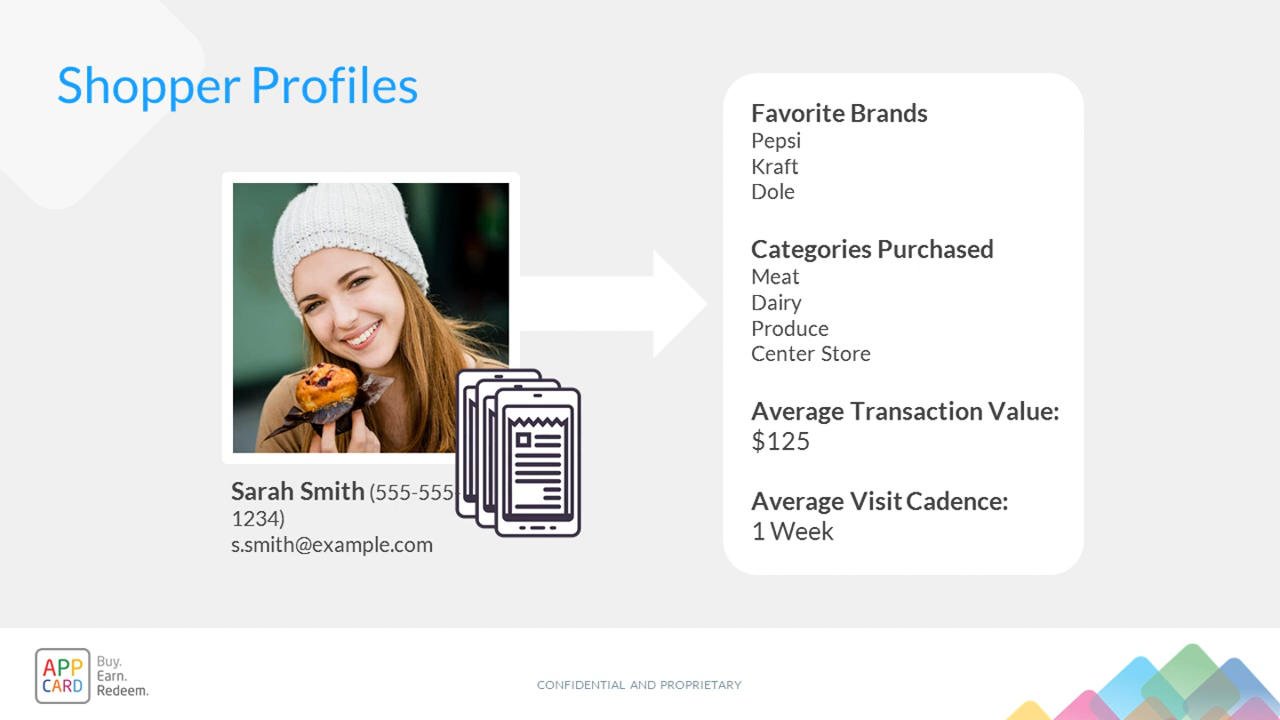 Shopper Profiles
Favorite Brands
Pepsi
Kraft
Dole
Categories Purchased
Meat
Dairy
Produce
Center Store
Average Transaction Value:
$125
Average Visit Cadence:
1 Week
Sarah Smith (555-555-
1234)
s.smith@example.com
APP
CARD
Buy.
Earn.
Redeem.
CONFIDENTIAL AND PROPRIETARY